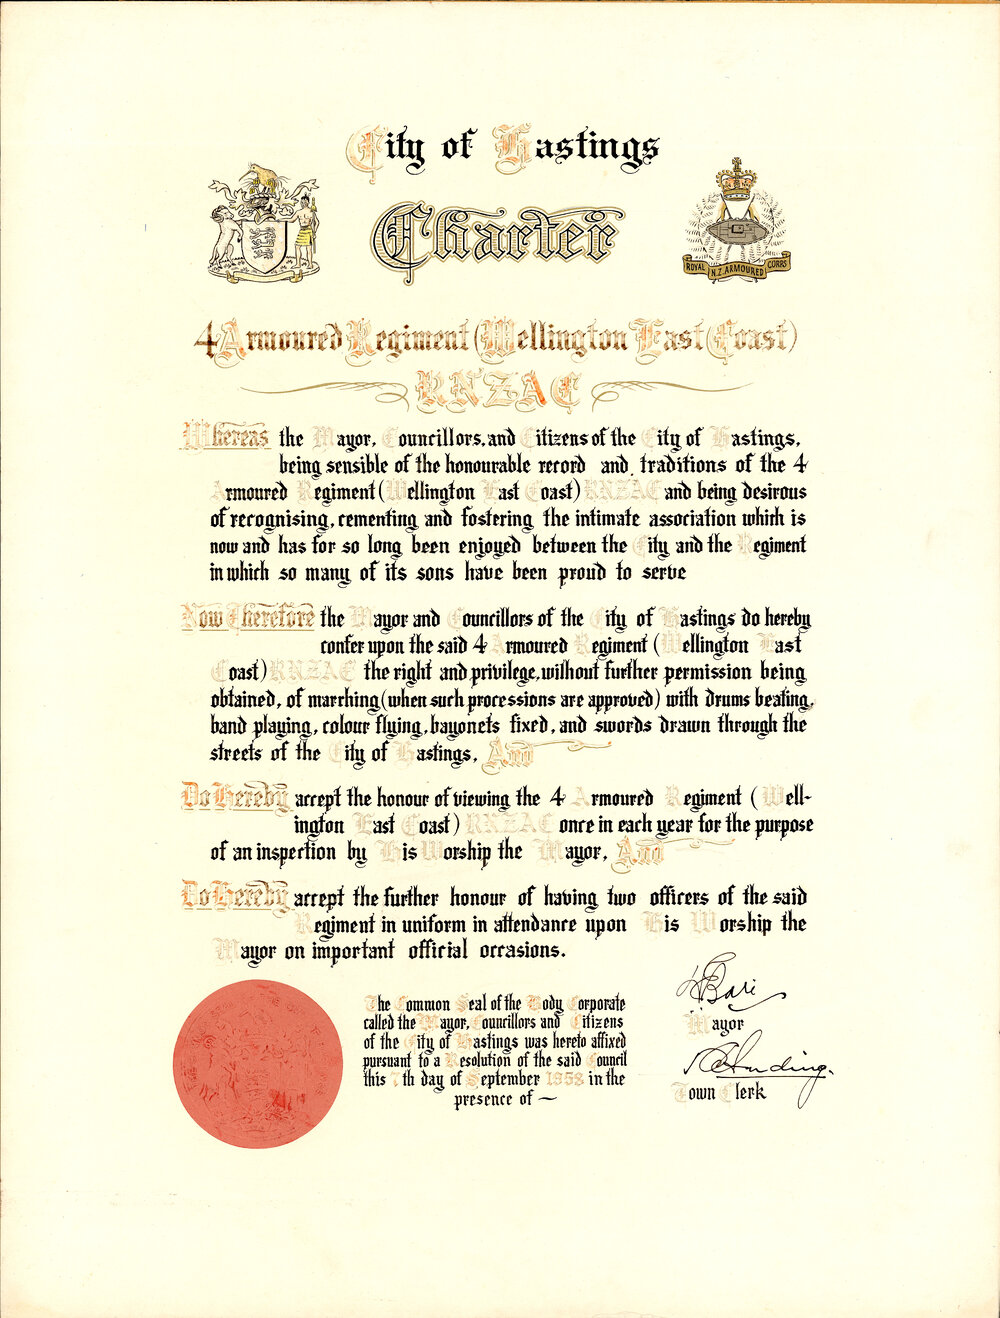 City of Hastings
Charter
ROYAL N.Z. ARMOURED CORPS
4 Armoured Regiment (Wellington East Coast)
RNZAC
Whereas the Mayor, Councillors, and Citizens of the City of Hastings,
being sensible of the honourable record and traditions of the 4
Armoured Regiment (Wellington East Coast) RNZAC and being desirous
of recognising, cementing and fostering the intimate association which is
now and has for so long been enjoyed between the City and the Regiment
in which so many of its sons have been proud to serve
Now Therefore the Mayor and Councillors of the City of Hastings do hereby
confer upon the said 4 Armoured Regiment (Wellington East
Coast) RNZAC the right and privilege, without further permission being
obtained, of marching (when such processions are approved) with drums beating,
band playing, colour flying, bayonets fixed, and swords drawn through the
streets of the City of Hastings, And
Do Hereby accept the honour of viewing the 4 Armoured Regiment (Well-
ington East Coast) RNZAC once in each year for the purpose
of an inspection by His Worship the Mayor, And
Do Hereby accept the further honour of having two officers of the said
Regiment in uniform in attendance upon His Worship the
Mayor on important official occasions.
The Common Seal of the Body Corporate
called the Mayor, Councillors and Citizens
of the City of Hastings was hereto affixed
pursuant to a Resolution of the said Council
this 7th day of September 1958 in the
presence of ~
Mayor
Town Clerk